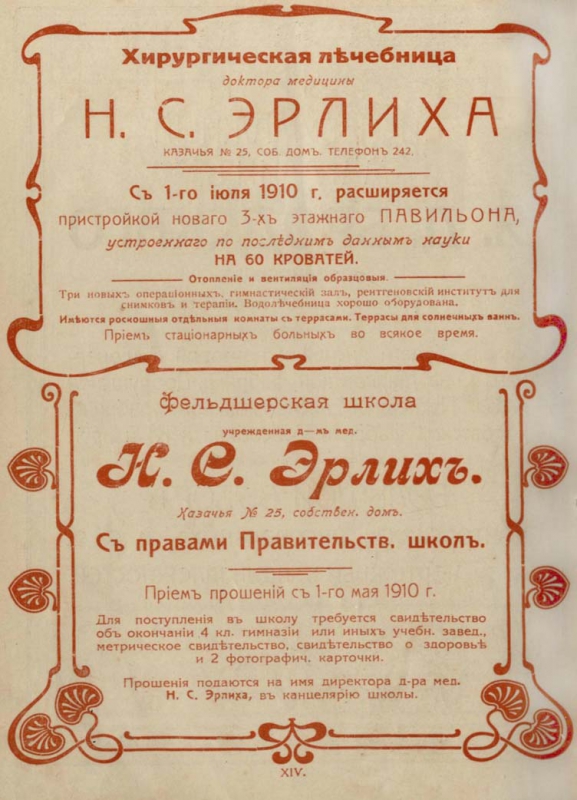 Хирургическая лѣчебница
доктора медицины
Н. С. ЭРЛИХА
КАЗАЧЬЯ № 25, СОБ. ДОМЪ. ТЕЛЕФОНЪ 242.
Съ 1-го іюля 1910 г. расширяется
пристройкой новаго 3-хъ этажнаго ПАВИЛЬОНА,
устроеннаго по послѣднимъ даннымъ науки
НА 60 КРОВАТЕЙ.
Отопленіе и вентиляція образцовыя.
Три новыхъ операціонныхъ, гимнастическій залъ, рентгеновскій институтъ для
снимковъ и терапіи. Водолѣчебница хорошо оборудована.
Имѣются роскошныя отдѣльныя комнаты съ террасами. Террасы для солнечныхъ ваннъ.
Пріемъ стаціонарныхъ больныхъ во всякое время.
фельдшерская школа
учрежденная д—мъ мед.
Н. С. Эрлихъ.
Казачья № 25, собствен. домъ.
Съ правами Правительств. школъ.
Пріемъ прошеній съ 1-го мая 1910 г.
Для поступленія въ школу требуется свидѣтельство
объ окончаніи 4 кл. гимназіи или иныхъ учебн. завед.,
метрическое свидѣтельство, свидѣтельство о здоровьѣ
и 2 фотографич. карточки.
Прошенія подаются на имя директора д-ра мед.
Н. С. Эрлиха, въ канцелярію школы.
XIV.